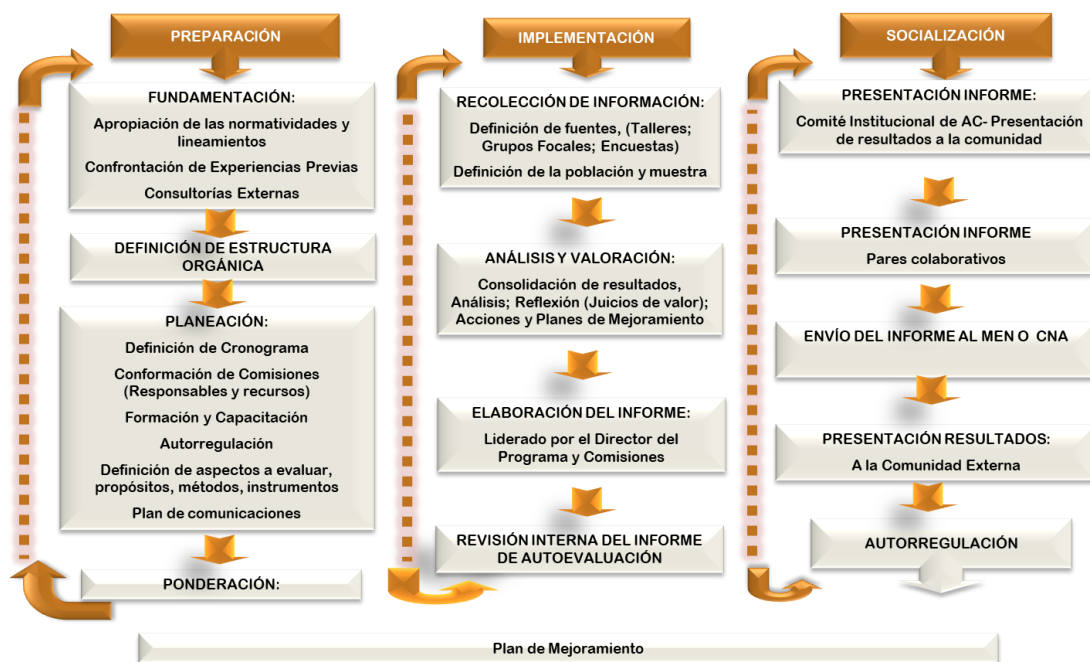 PREPARACIÓN
FUNDAMENTACIÓN:
Apropiación de las normatividades y
lineamientos
Confrontación de Experiencias Previas
Consultorías Externas
DEFINICIÓN DE ESTRUCTURA
ORGÁNICA
PLANEACIÓN:
Definición de Cronograma
Conformación de Comisiones
(Responsables y recursos)
Formación y Capacitación
Autorregulación
Definición de aspectos a evaluar,
propósitos, métodos, instrumentos
Plan de comunicaciones
PONDERACIÓN:
IMPLEMENTACIÓN
RECOLECCIÓN DE INFORMACIÓN:
Definición de fuentes, (Talleres;
Grupos Focales; Encuestas)
Definición de la población y muestra
ANÁLISIS Y VALORACIÓN:
Consolidación de resultados,
Análisis; Reflexión (Juicios de valor);
Acciones y Planes de Mejoramiento
ELABORACIÓN DEL INFORME:
Liderado por el Director del
Programa y Comisiones
REVISIÓN INTERNA DEL INFORME
DE AUTOEVALUACIÓN
SOCIALIZACIÓN
PRESENTACIÓN INFORME:
Comité Institucional de AC- Presentación
de resultados a la comunidad
PRESENTACIÓN INFORME
Pares colaborativos
ENVÍO DEL INFORME AL MEN O CNA
PRESENTACIÓN RESULTADOS:
A la Comunidad Externa
AUTORREGULACIÓN
Plan de Mejoramiento